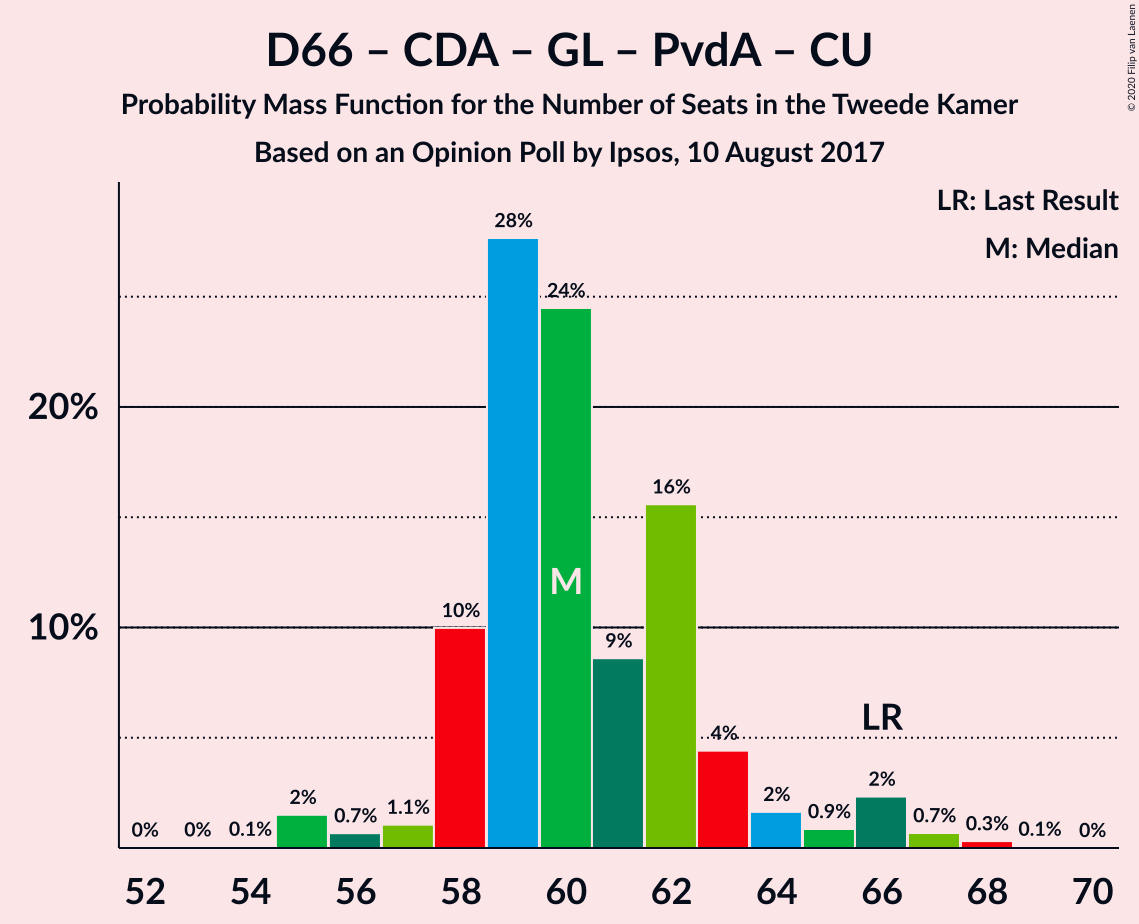 D66 – CDA – GL – PvdA – CU
Probability Mass Function for the Number of Seats in the Tweede Kamer
Based on an Opinion Poll by Ipsos, 10 August 2017
© 2020 Filip van Laenen
LR: Last Result
M: Median
28%
24%
20%
16%
M
10%
10%
9%
LR
4%
2%
2%
2%
0.7%
1.1%
0.9%
0.7%
0.3%
0%
0%
0.1%
0.1%
0%
52 54 56 58 60 62 64 66 68 70